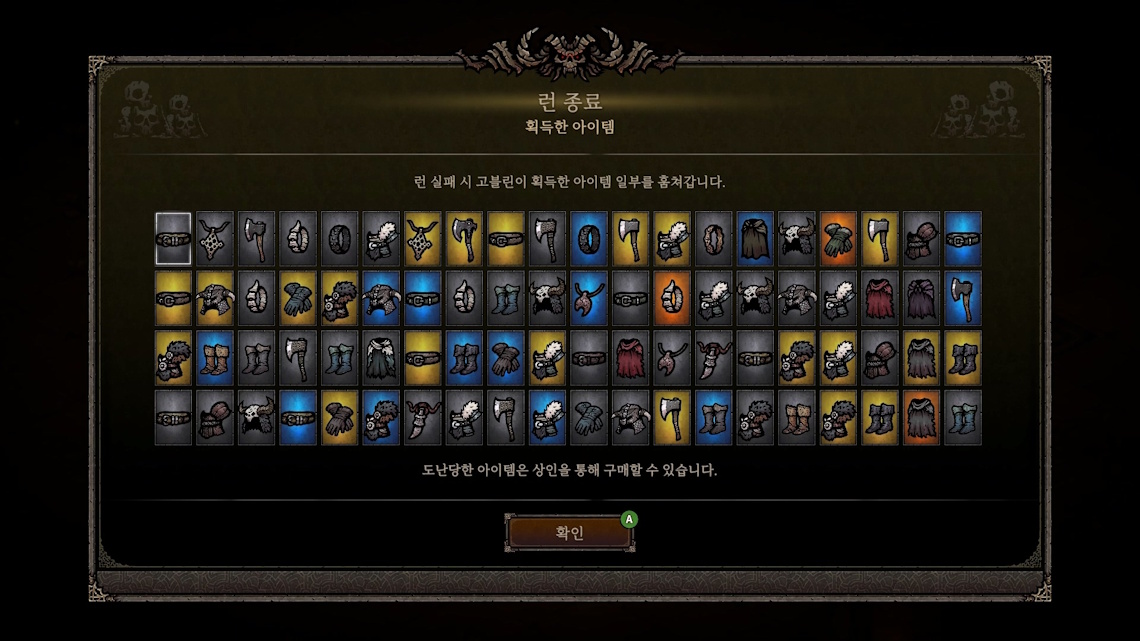 런 종료
획득한 아이템
런 실패 시 고블린이 획득한 아이템 일부를 훔쳐갑니다.
도난당한 아이템은 상인을 통해 구매할 수 있습니다.
확인
A